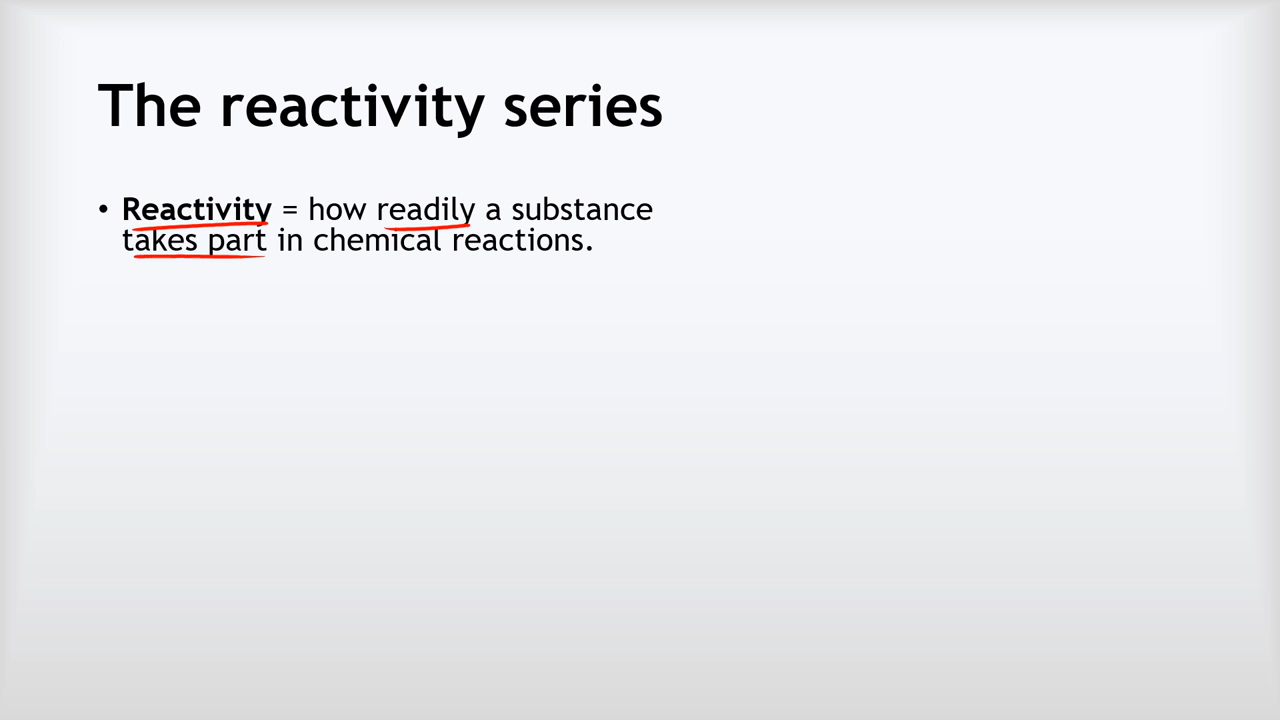 The reactivity series
• Reactivity = how readily a substance
takes part in chemical reactions.